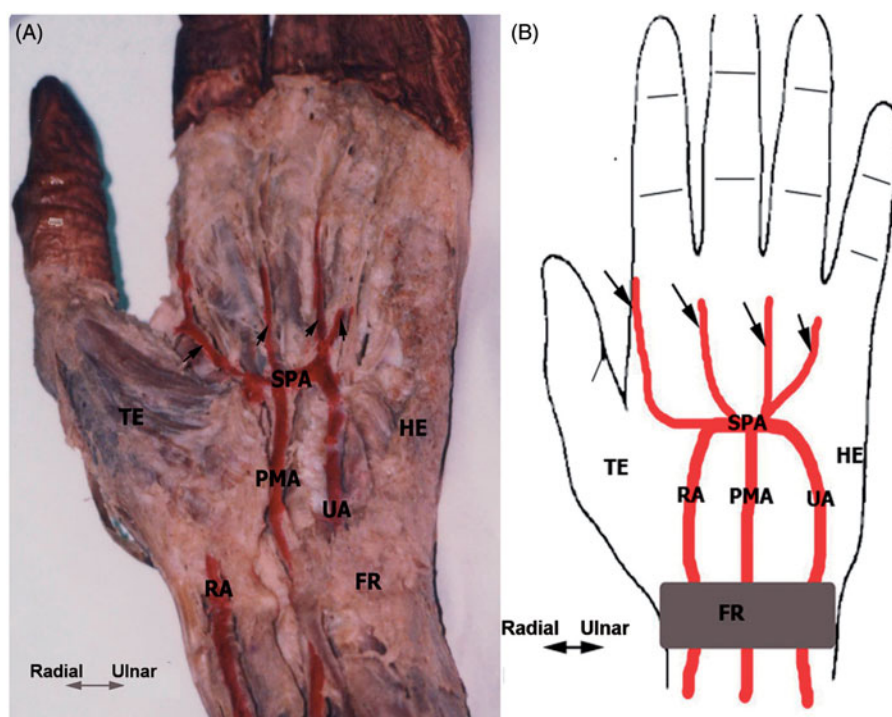 (A)
SPA
TE
HE
PMA
UA
RA
FR
Radial Ulnar
(B)
SPA
TE
HE
RA PMA UA
FR
Radial Ulnar